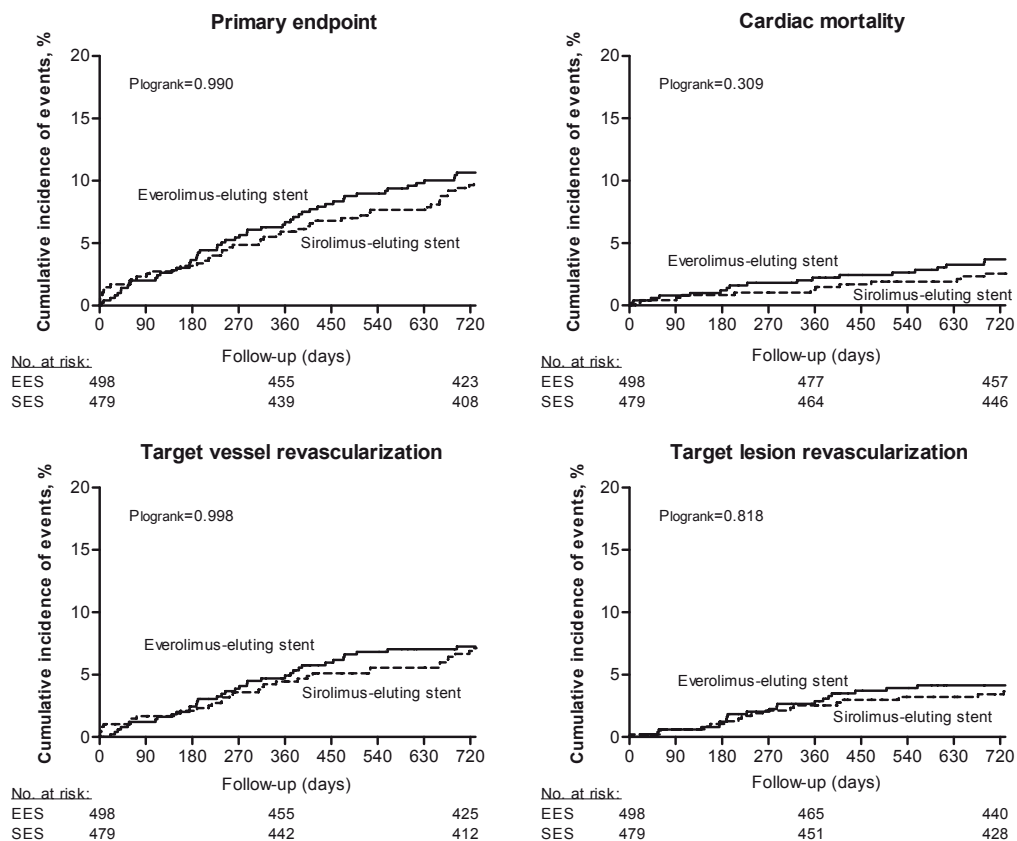 Primary endpoint
Cumulative incidence of events, %
20
15
10
5
0
Plogrank=0.990
Everolimus-eluting stent
Sirolimus-eluting stent
0 90 180 270 360 450 540 630 720
Follow-up (days)
No. at risk:
EES 498 455 423
SES 479 439 408
Cardiac mortality
Cumulative incidence of events, %
20
15
10
5
0
Plogrank=0.309
Everolimus-eluting stent
Sirolimus-eluting stent
0 90 180 270 360 450 540 630 720
Follow-up (days)
No. at risk:
EES 498 477 457
SES 479 464 446
Target vessel revascularization
Cumulative incidence of events, %
20
15
10
5
0
Plogrank=0.998
Everolimus-eluting stent
Sirolimus-eluting stent
0 90 180 270 360 450 540 630 720
Follow-up (days)
No. at risk:
EES 498 455 425
SES 479 442 412
Target lesion revascularization
Cumulative incidence of events, %
20
15
10
5
0
Plogrank=0.818
Everolimus-eluting stent
Sirolimus-eluting stent
0 90 180 270 360 450 540 630 720
Follow-up (days)
No. at risk:
EES 498 465 440
SES 479 451 428